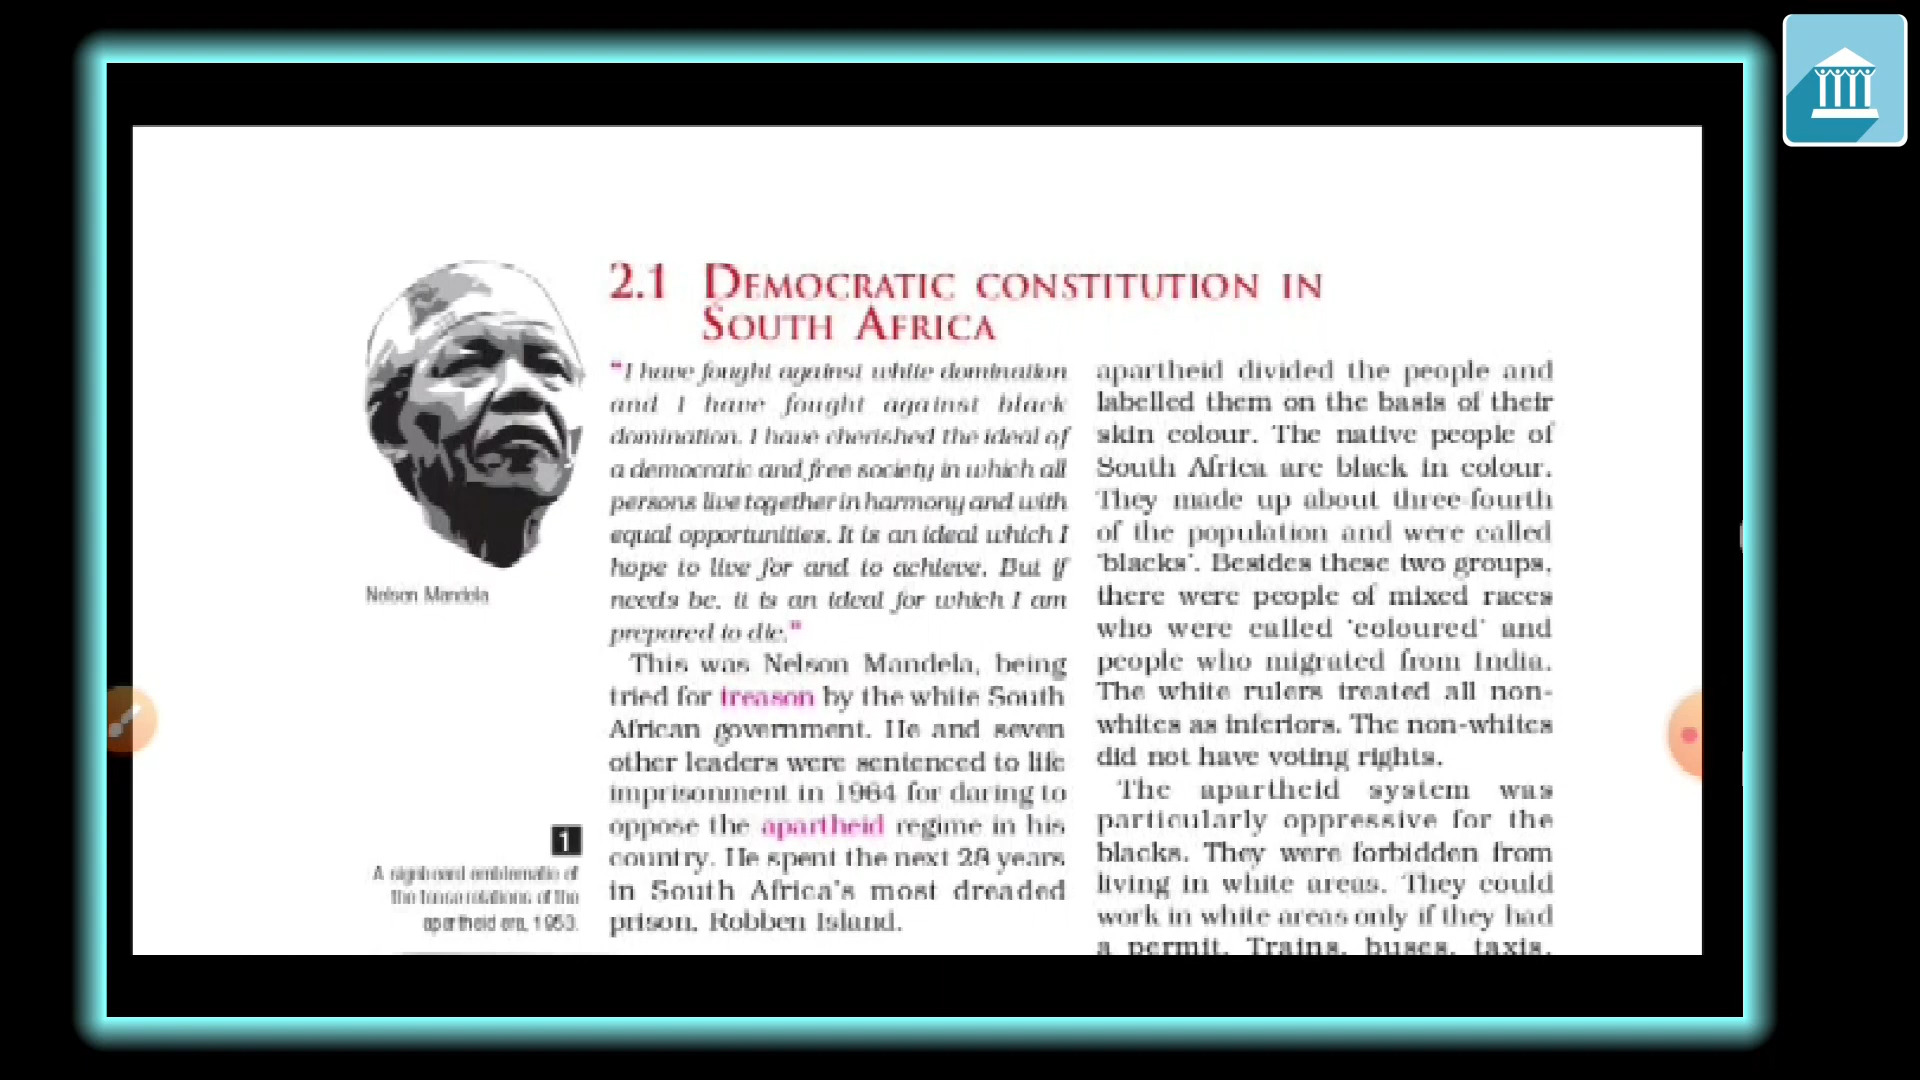 2.1 DEMOCRATIC CONSTITUTION IN
SOUTH AFRICA
"I have fought against white domination
and I have fought against black
domination. I have cherished the ideal of
a democratic and free society in which all
persons live together in harmony and with
equal opportunities. It is an ideal which I
hope to live for and to achieve. But if
needs be, it is an ideal for which I am
prepared to die."
This was Nelson Mandela, being
tried for treason by the white South
African government. He and seven
other leaders were sentenced to life
imprisonment in 1964 for daring to
oppose the apartheid regime in his
country. He spent the next 28 years
in South Africa's most dreaded
prison, Robben Island.
apartheid divided the people and
labelled them on the basis of their
skin colour. The native people of
South Africa are black in colour.
They made up about three-fourth
of the population and were called
'blacks'. Besides these two groups,
there were people of mixed races
who were called 'coloured' and
people who migrated from India.
The white rulers treated all non-
whites as inferiors. The non-whites
did not have voting rights.
The apartheid system was
particularly oppressive for the
blacks. They were forbidden from
living in white areas. They could
work in white areas only if they had
a permit. Trains, buses, taxis,
Nelson Mandela
1
A signboard emblematic of
the tense relations of the
apartheid era, 1953.